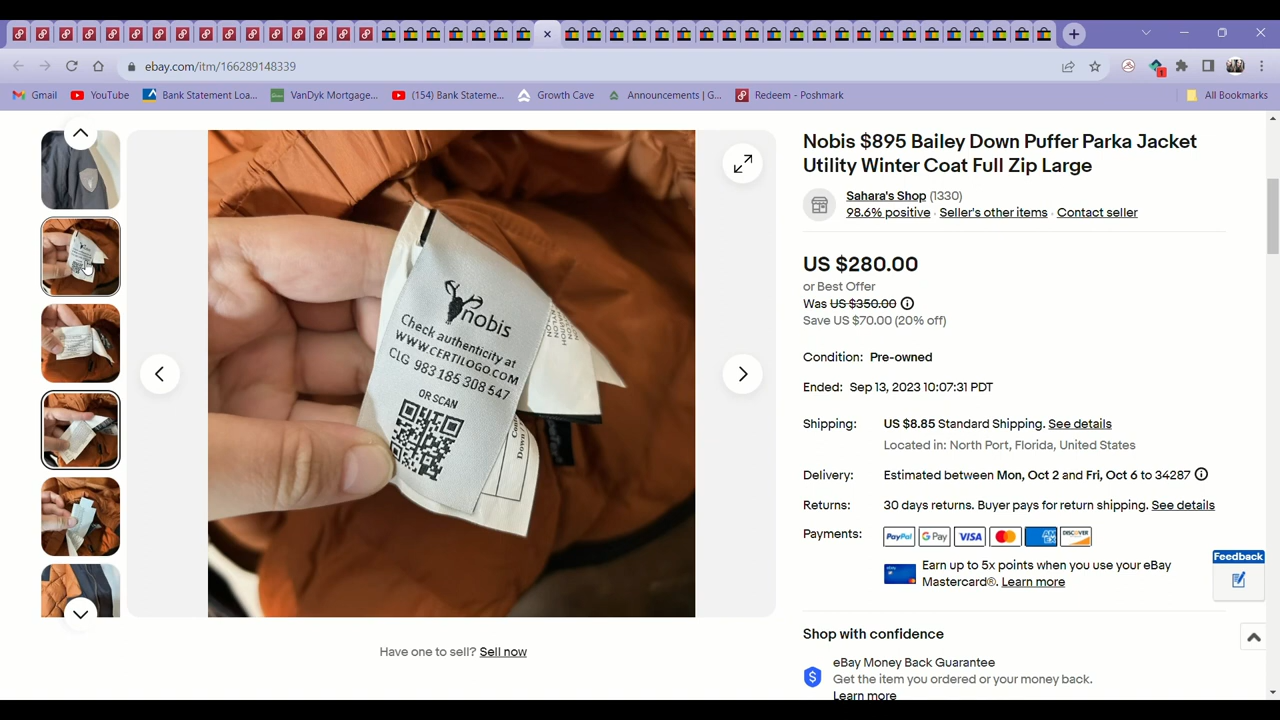 ebay.com/itm/166289148339
Gmail
YouTube
Bank Statement Loa...
VanDyk Mortgage...
(154) Bank Stateme...
Growth Cave
Announcements | G...
Redeem - Poshmark
All Bookmarks
nobis
Check authenticity at
WWW.CERTILOGO.COM
CLG 983 185 308 547
OR SCAN
Nobis $895 Bailey Down Puffer Parka Jacket
Utility Winter Coat Full Zip Large
Sahara's Shop (1330)
98.6% positive · Seller's other items · Contact seller
US $280.00
or Best Offer
Was US $350.00
Save US $70.00 (20% off)
Condition: Pre-owned
Ended: Sep 13, 2023 10:07:31 PDT
Shipping: US $8.85 Standard Shipping. See details
Located in: North Port, Florida, United States
Delivery: Estimated between Mon, Oct 2 and Fri, Oct 6 to 34287
Returns: 30 days returns. Buyer pays for return shipping. See details
Payments: PayPal G Pay VISA DISCOVER
Earn up to 5x points when you use your eBay
Mastercard®. Learn more
Feedback
Shop with confidence
eBay Money Back Guarantee
Get the item you ordered or your money back.
Learn more
Have one to sell? Sell now